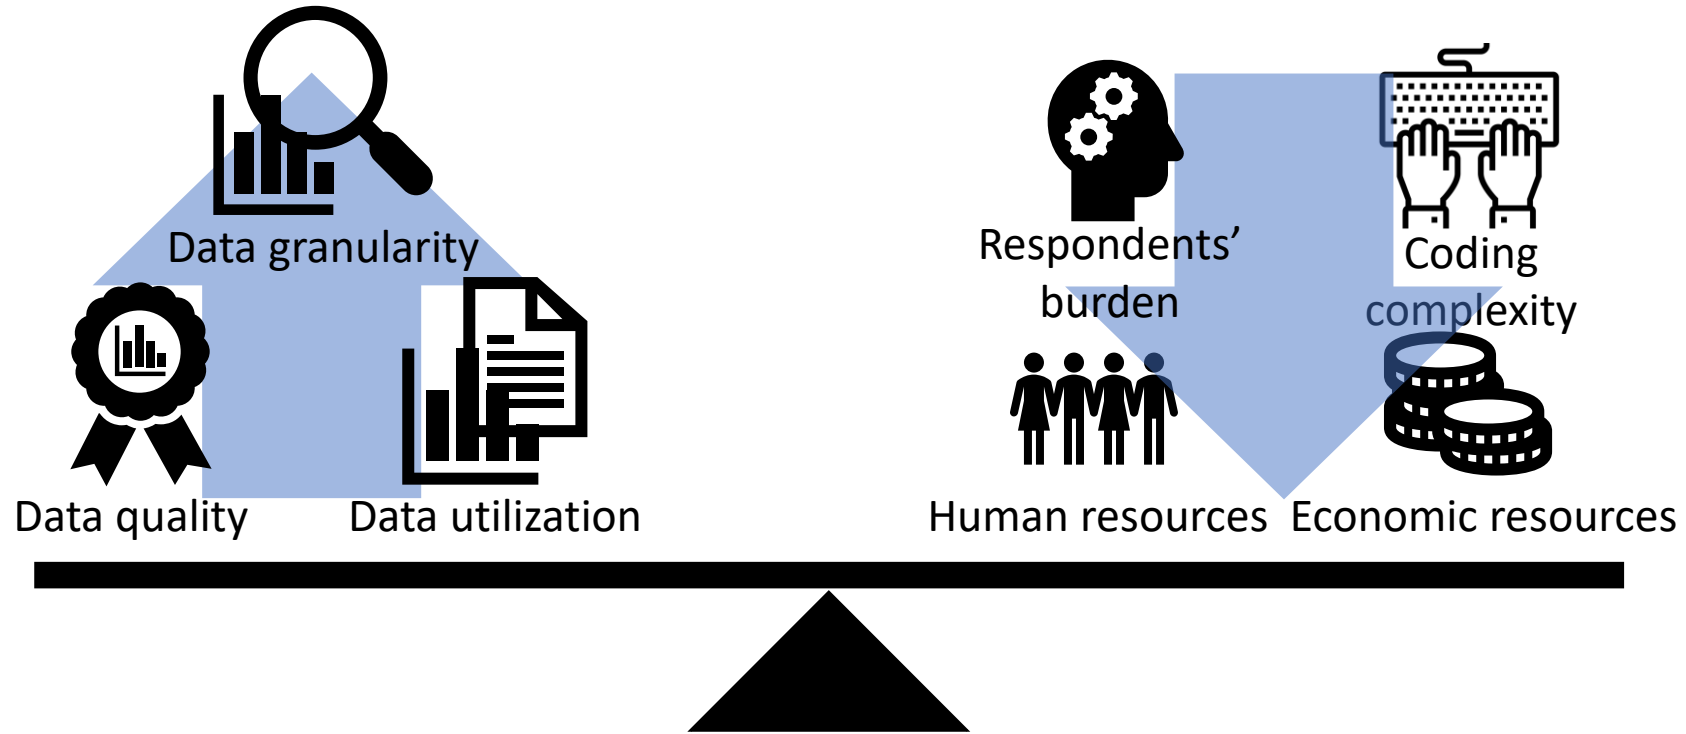 Data granularity
Data quality
Data utilization
Respondents’
burden
Coding
complexity
Human resources
Economic resources